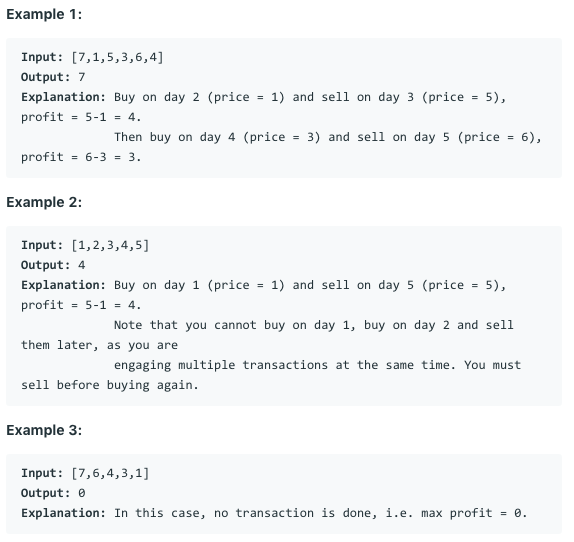 Example 1:
Input: [7,1,5,3,6,4]
Output: 7
Explanation: Buy on day 2 (price = 1) and sell on day 3 (price = 5),
profit = 5-1 = 4.
Then buy on day 4 (price = 3) and sell on day 5 (price = 6),
profit = 6-3 = 3.
Example 2:
Input: [1,2,3,4,5]
Output: 4
Explanation: Buy on day 1 (price = 1) and sell on day 5 (price = 5),
profit = 5-1 = 4.
Note that you cannot buy on day 1, buy on day 2 and sell
them later, as you are
engaging multiple transactions at the same time. You must
sell before buying again.
Example 3:
Input: [7,6,4,3,1]
Output: 0
Explanation: In this case, no transaction is done, i.e. max profit = 0.